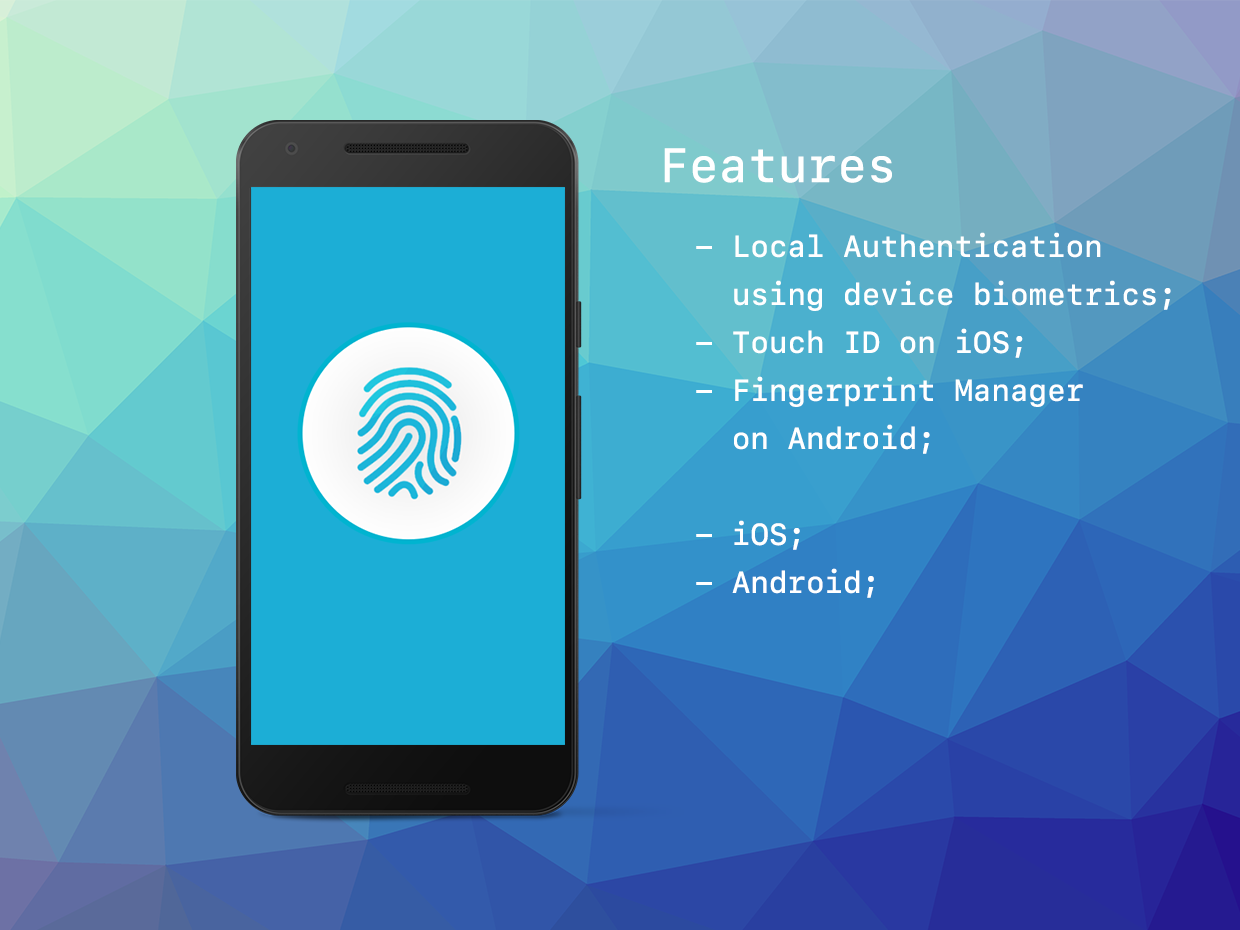 Features
– Local Authentication
using device biometrics;
– Touch ID on iOS;
– Fingerprint Manager
on Android;
– iOS;
– Android;